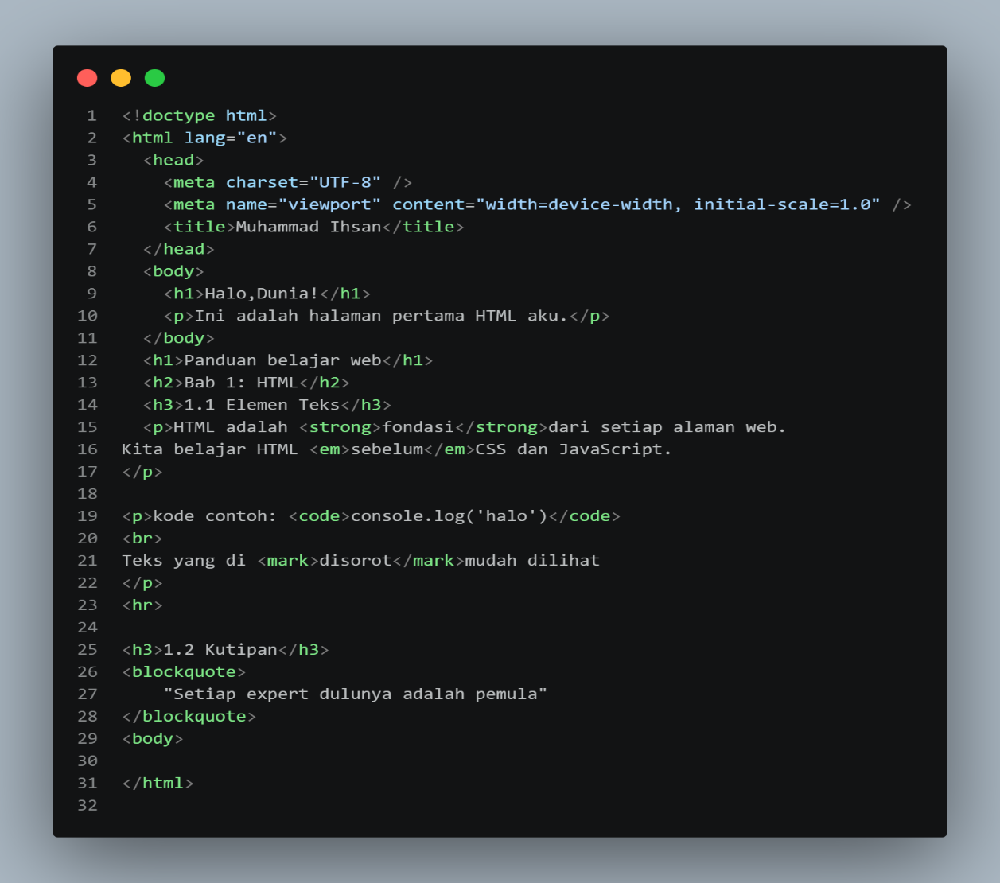 1 <!doctype html>
2 <html lang="en">
3   <head>
4     <meta charset="UTF-8" />
5     <meta name="viewport" content="width=device-width, initial-scale=1.0" />
6     <title>Muhammad Ihsan</title>
7   </head>
8   <body>
9     <h1>Halo,Dunia!</h1>
10     <p>Ini adalah halaman pertama HTML aku.</p>
11   </body>
12   <h1>Panduan belajar web</h1>
13   <h2>Bab 1: HTML</h2>
14   <h3>1.1 Elemen Teks</h3>
15   <p>HTML adalah <strong>fondasi</strong>dari setiap alaman web.
16 Kita belajar HTML <em>sebelum</em>CSS dan JavaScript.
17 </p>
18
19 <p>kode contoh: <code>console.log('halo')</code>
20 <br>
21 Teks yang di <mark>disorot</mark>mudah dilihat
22 </p>
23 <hr>
24
25 <h3>1.2 Kutipan</h3>
26 <blockquote>
27     "Setiap expert dulunya adalah pemula"
28 </blockquote>
29 <body>
30
31 </html>
32